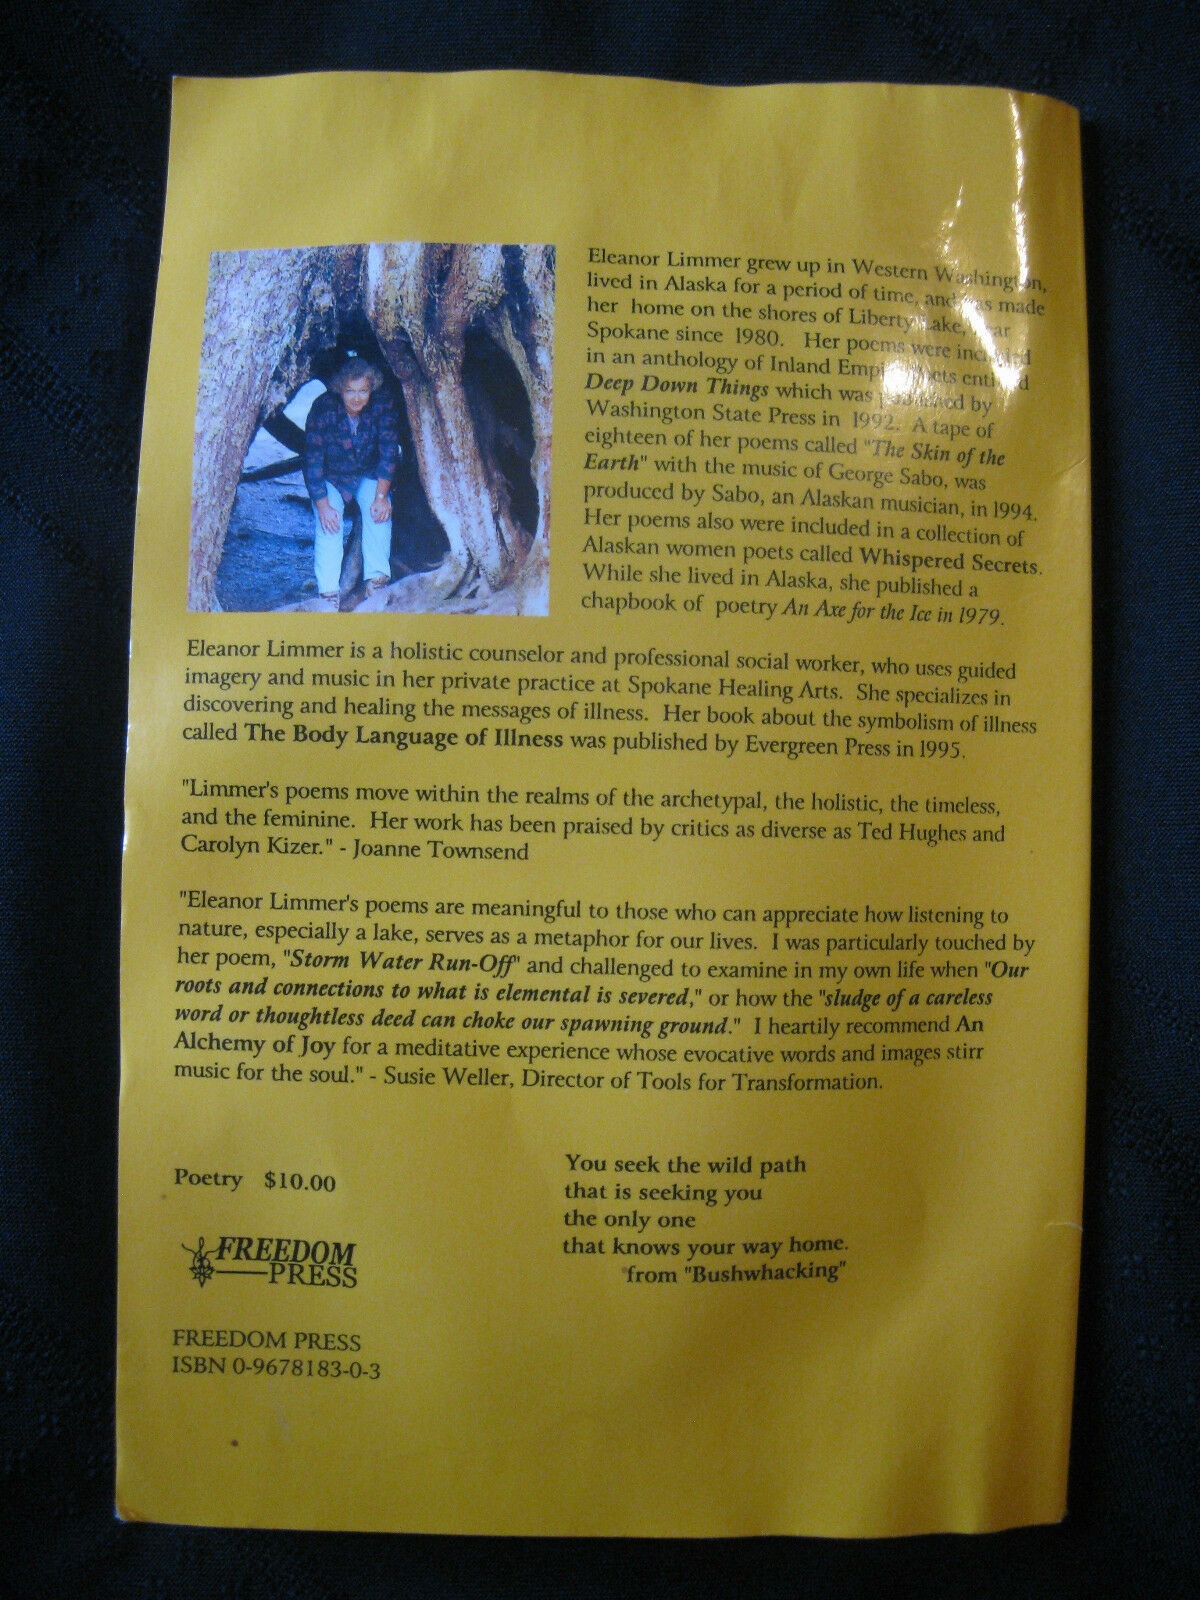 Eleanor Limmer grew up in Western Washington,
lived in Alaska for a period of time, and has made
her home on the shores of Liberty Lake, near
Spokane since 1980. Her poems were included
in an anthology of Inland Empire poets entitled
Deep Down Things which was published by
Washington State Press in 1992. A tape of
eighteen of her poems called "The Skin of the
Earth" with the music of George Sabo, was
produced by Sabo, an Alaskan musician, in 1994.
Her poems also were included in a collection of
Alaskan women poets called Whispered Secrets.
While she lived in Alaska, she published a
chapbook of poetry An Axe for the Ice in 1979.
Eleanor Limmer is a holistic counselor and professional social worker, who uses guided
imagery and music in her private practice at Spokane Healing Arts. She specializes in
discovering and healing the messages of illness. Her book about the symbolism of illness
called The Body Language of Illness was published by Evergreen Press in 1995.
"Limmer's poems move within the realms of the archetypal, the holistic, the timeless,
and the feminine. Her work has been praised by critics as diverse as Ted Hughes and
Carolyn Kizer." - Joanne Townsend
"Eleanor Limmer's poems are meaningful to those who can appreciate how listening to
nature, especially a lake, serves as a metaphor for our lives. I was particularly touched by
her poem, "Storm Water Run-Off" and challenged to examine in my own life when "Our
roots and connections to what is elemental is severed," or how the "sludge of a careless
word or thoughtless deed can choke our spawning ground." I heartily recommend An
Alchemy of Joy for a meditative experience whose evocative words and images stirr
music for the soul." - Susie Weller, Director of Tools for Transformation.
Poetry $10.00
FREEDOM
PRESS
FREEDOM PRESS
ISBN 0-9678183-0-3
You seek the wild path
that is seeking you
the only one
that knows your way home.
from "Bushwhacking"